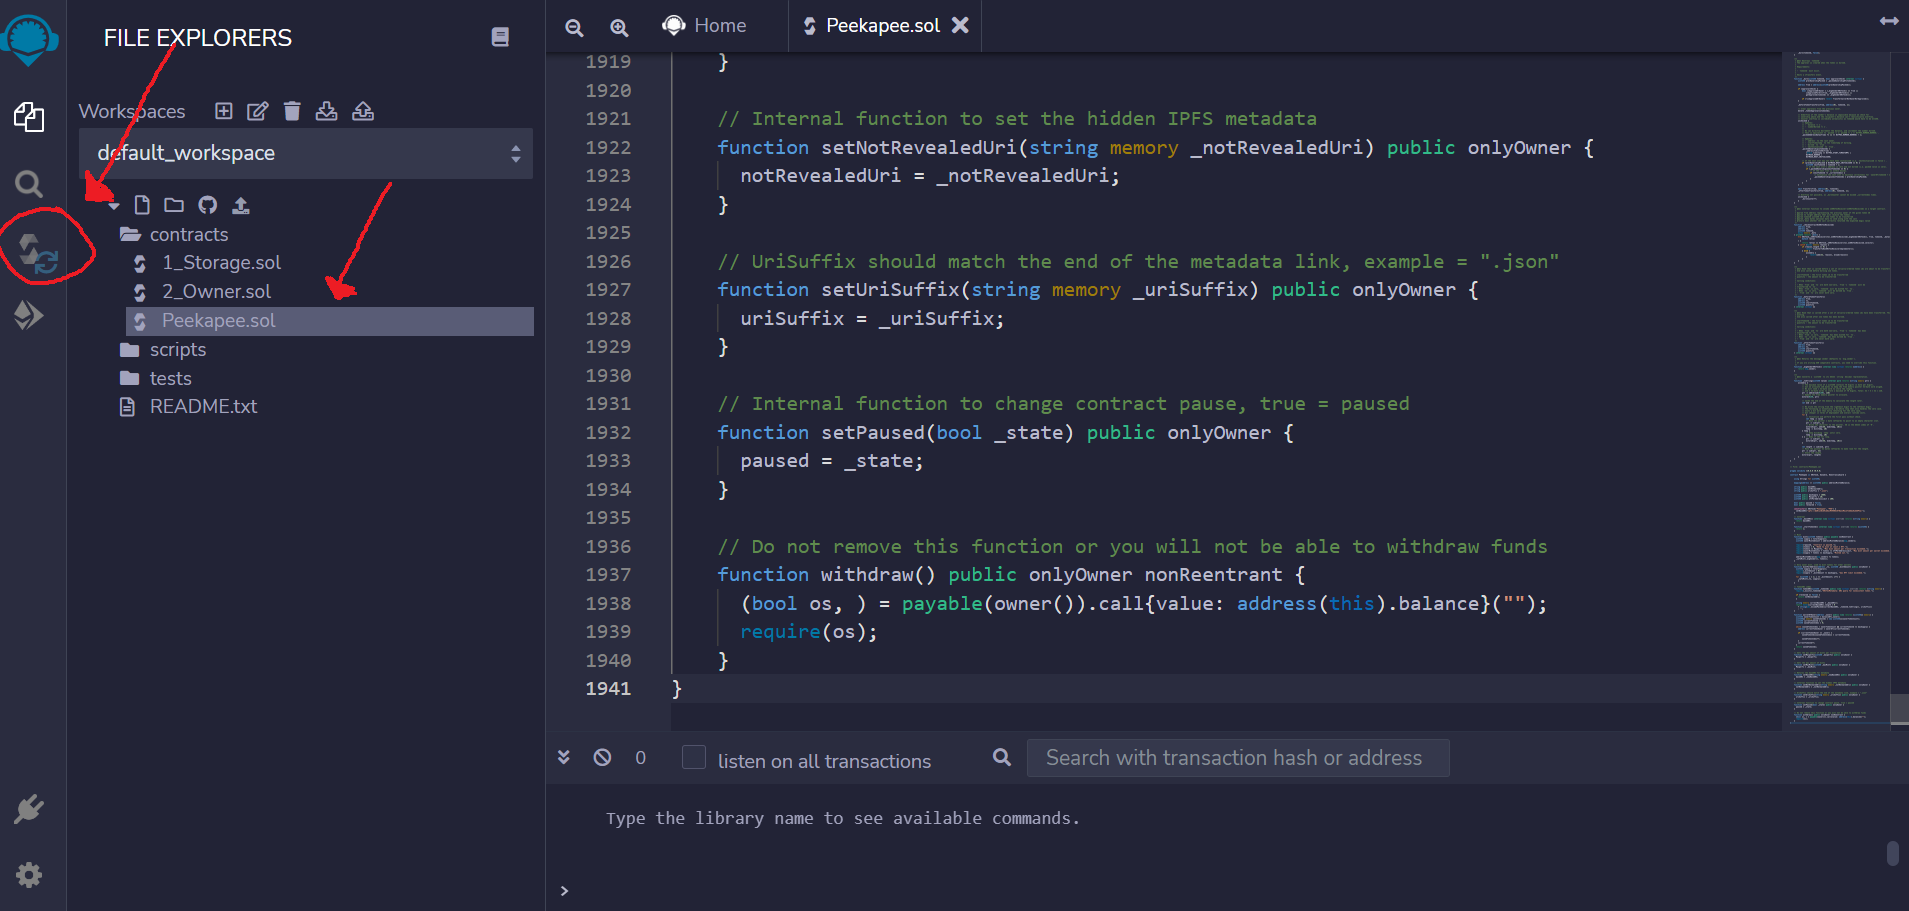 FILE EXPLORERS
Workspaces
default_workspace
contracts
1_Storage.sol
2_Owner.sol
Peekapee.sol
scripts
tests
README.txt
Home
Peekapee.sol
1919 }
1920
1921 // Internal function to set the hidden IPFS metadata
1922 function setNotRevealedUri(string memory _notRevealedUri) public onlyOwner {
1923 notRevealedUri = _notRevealedUri;
1924 }
1925
1926 // UriSuffix should match the end of the metadata link, example = ".json"
1927 function setUriSuffix(string memory _uriSuffix) public onlyOwner {
1928 uriSuffix = _uriSuffix;
1929 }
1930
1931 // Internal function to change contract pause, true = paused
1932 function setPaused(bool _state) public onlyOwner {
1933 paused = _state;
1934 }
1935
1936 // Do not remove this function or you will not be able to withdraw funds
1937 function withdraw() public onlyOwner nonReentrant {
1938 (bool os, ) = payable(owner()).call{value: address(this).balance}("");
1939 require(os);
1940 }
1941 }
0
listen on all transactions
Search with transaction hash or address
Type the library name to see available commands.
>